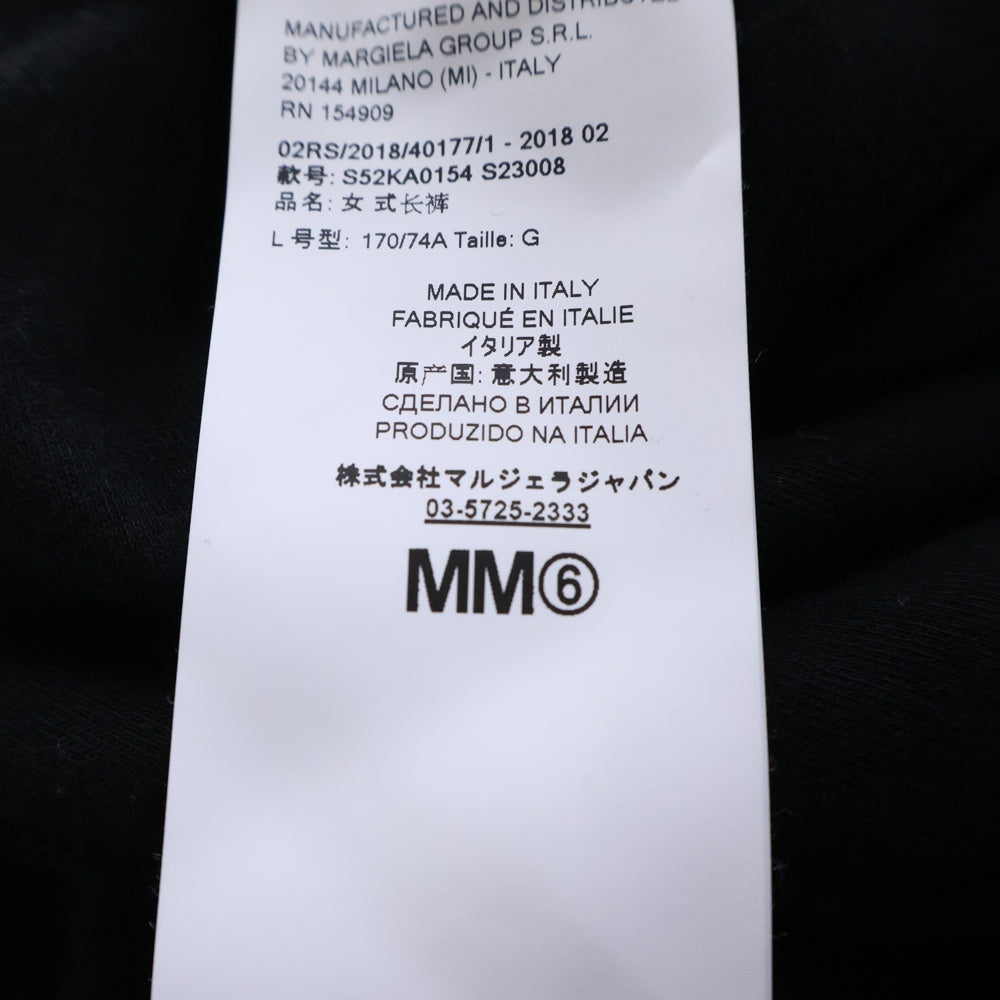 MANUFACTURED AND DISTRIBUTED
BY MARGIELA GROUP S.R.L.
20144 MILANO (MI) - ITALY
RN 154909
02RS/2018/40177/1 - 2018 02
款号: S52KA0154 S23008
品名: 女式长裤
L 号型: 170/74A Taille: G
MADE IN ITALY
FABRIQUÉ EN ITALIE
イタリア製
原产国: 意大利製造
СДЕЛАНО В ИТАЛИИ
PRODUZIDO NA ITALIA
株式会社マルジェラジャパン
03-5725-2333
MM⑥